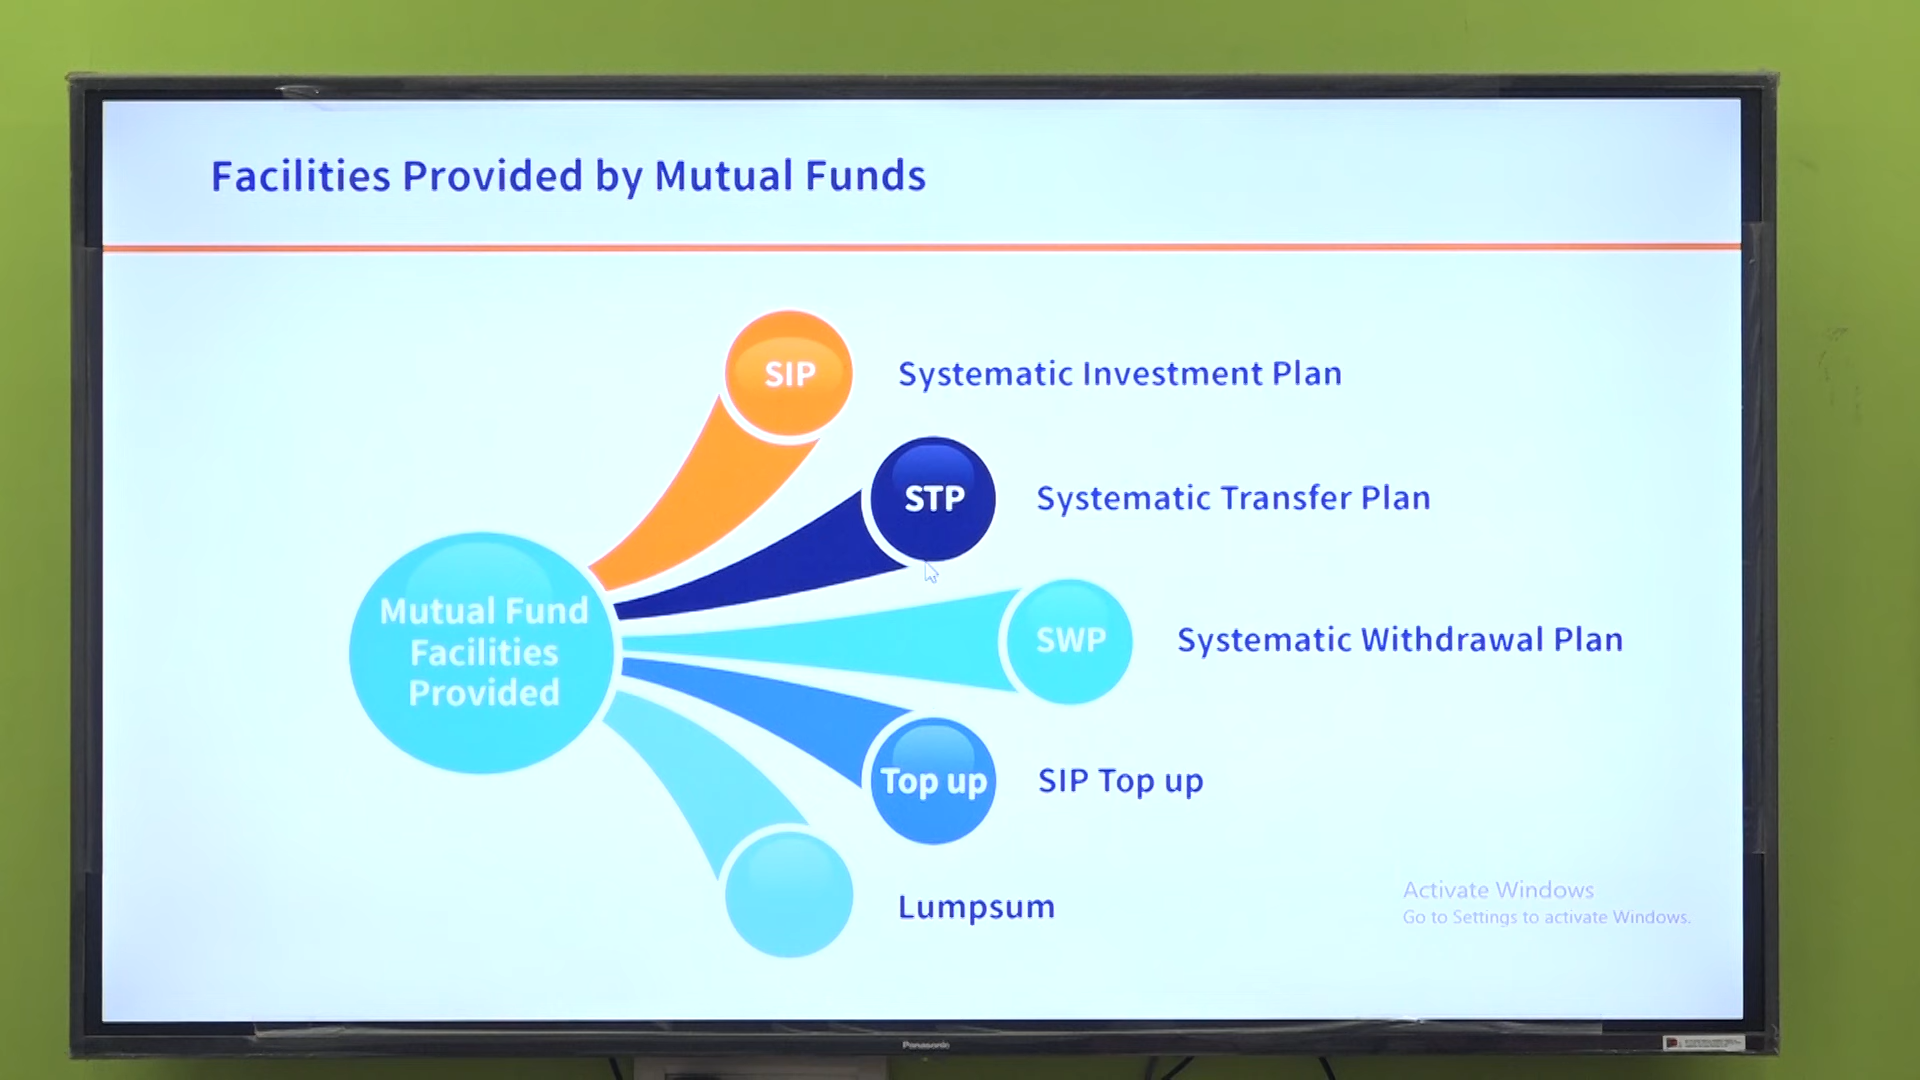 Facilities Provided by Mutual Funds
SIP
Systematic Investment Plan
STP
Systematic Transfer Plan
Mutual Fund
Facilities
Provided
SWP
Systematic Withdrawal Plan
Top up
SIP Top up
Lumpsum
Activate Windows
Go to Settings to activate Windows.
Panasonic